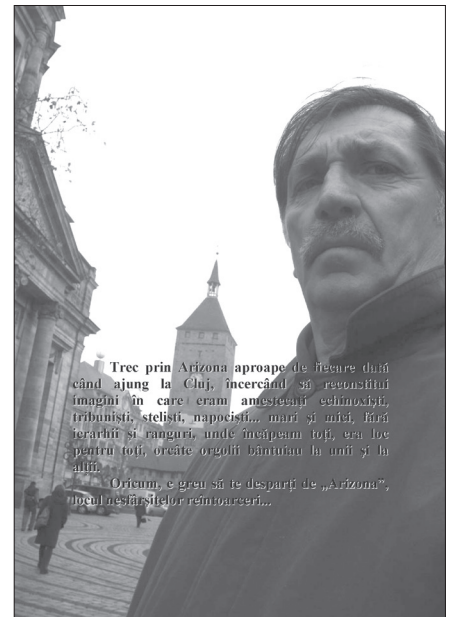 Trec prin Arizona aproape de fiecare dată
când ajung la Cluj, încercând să reconstitui
imagini în care eram amestecați echinoxiști,
tribuniști, steliști, napociști... mari și mici, fără
ierarhii și ranguri, unde încăpeam toți, era loc
pentru toți, oricâte orgolii bântuiau la unii și la
alții.
Oricum, e greu să te desparți de „Arizona”,
locul nesfârșitelor reîntoarceri...